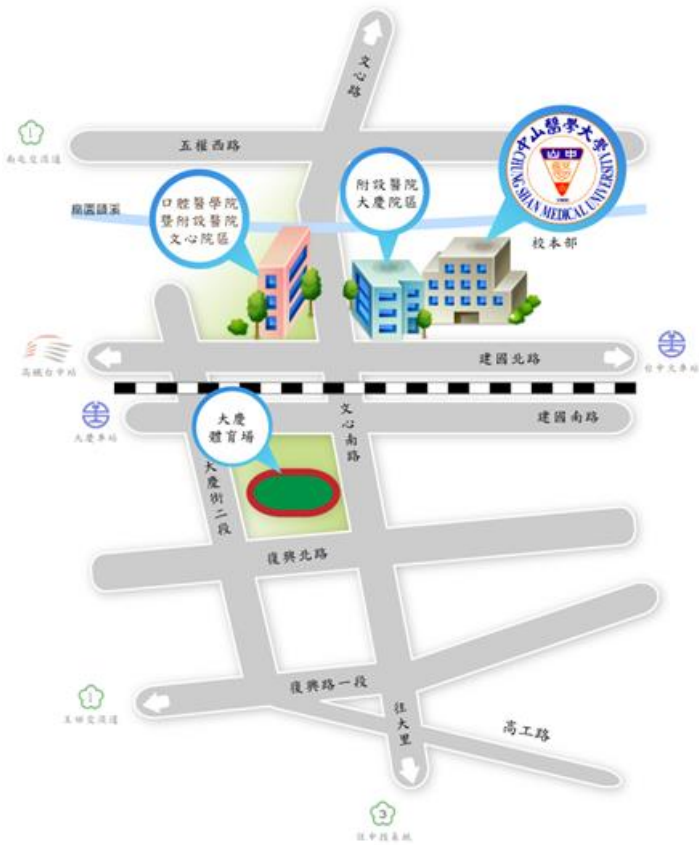 文心路
五權西路
1
南屯交流道
中山醫學大學
CHUNG SHAN MEDICAL UNIVERSITY
附設醫院
大慶院區
口腔醫學院
暨附設醫院
文心院區
校本部
高鐵台中站
建國北路
台中火車站
大慶車站
建國南路
大慶
體育場
文心南路
大慶街二段
復興北路
復興路一段
1
五權交流道
往大里
高工路
3
往中投系統